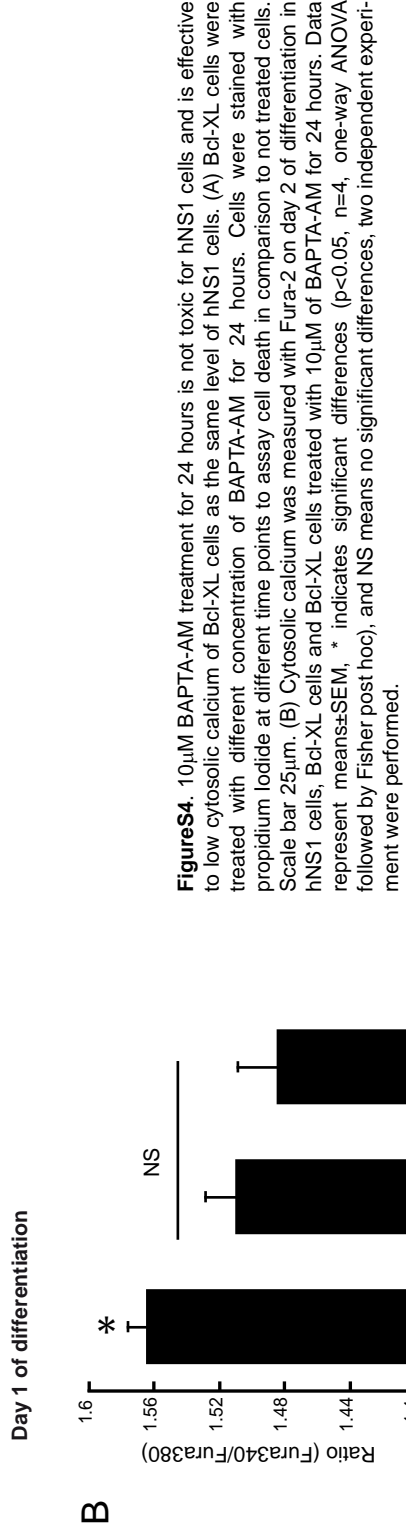 Day 1 of differentiation
B
Ratio (Fura340/Fura380)
1.6
1.56
1.52
1.48
1.44
*
NS
FigureS4. 10μM BAPTA-AM treatment for 24 hours is not toxic for hNS1 cells and is effective
to low cytosolic calcium of Bcl-XL cells as the same level of hNS1 cells. (A) Bcl-XL cells were
treated with different concentration of BAPTA-AM for 24 hours. Cells were stained with
propidium Iodide at different time points to assay cell death in comparison to not treated cells.
Scale bar 25μm. (B) Cytosolic calcium was measured with Fura-2 on day 2 of differentiation in
hNS1 cells, Bcl-XL cells and Bcl-XL cells treated with 10μM of BAPTA-AM for 24 hours. Data
represent means±SEM, * indicates significant differences (p<0.05, n=4, one-way ANOVA
followed by Fisher post hoc), and NS means no significant differences, two independent experi-
ment were performed.